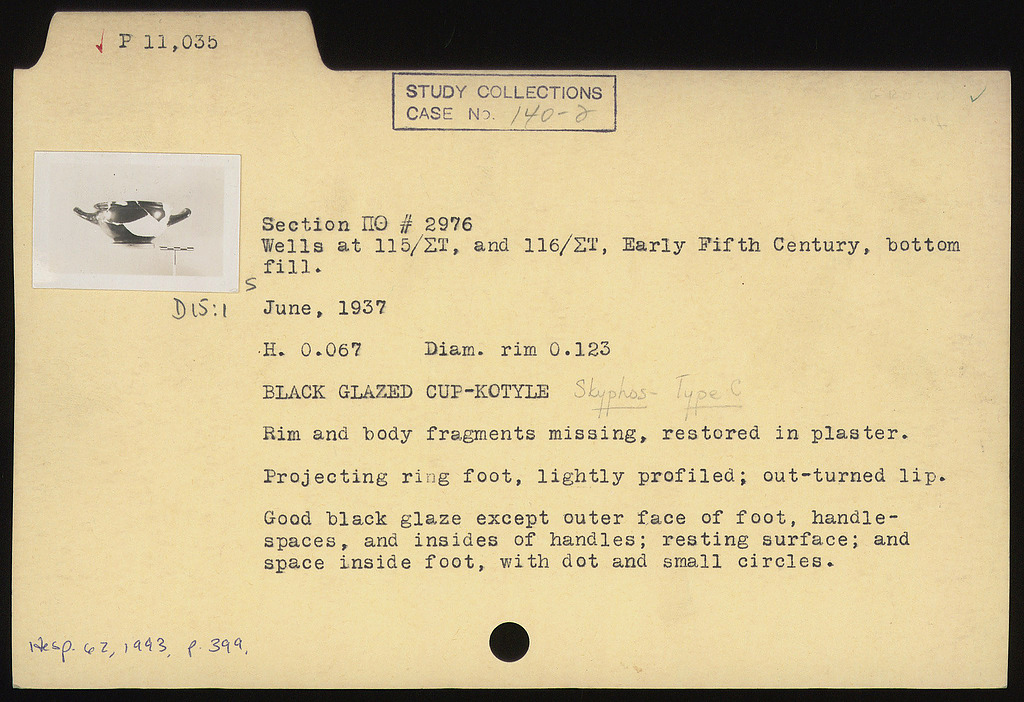 P 11,035
STUDY COLLECTIONS
CASE No. 140-2
Section ΠΘ # 2976
Wells at 115/ΣΤ, and 116/ΣΤ, Early Fifth Century, bottom
fill.
S
D15:1 June, 1937
H. 0.067 Diam. rim 0.123
BLACK GLAZED CUP-KOTYLE Skyphos - Type C
Rim and body fragments missing, restored in plaster.
Projecting ring foot, lightly profiled; out-turned lip.
Good black glaze except outer face of foot, handle-
spaces, and insides of handles; resting surface; and
space inside foot, with dot and small circles.
Hesp. 62, 1993, p. 399.